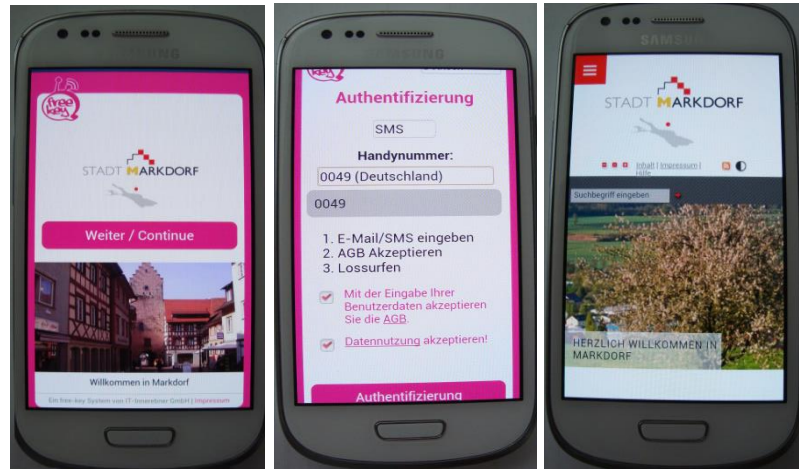 SAMSUNG
free
key
STADT MARKDORF
Weiter / Continue
Willkommen in Markdorf
Ein free-key System von IT-Innerebner GmbH | Impressum
SAMSUNG
key
Authentifizierung
SMS
Handynummer:
0049 (Deutschland)
0049
1. E-Mail/SMS eingeben
2. AGB Akzeptieren
3. Lossurfen
Mit der Eingabe Ihrer
Benutzerdaten akzeptieren
Sie die AGB.
Datennutzung akzeptieren!
Authentifizierung
SAMSUNG
STADT MARKDORF
Inhalt | Impressum |
Hilfe
Suchbegriff eingeben
HERZLICH WILLKOMMEN IN
MARKDORF